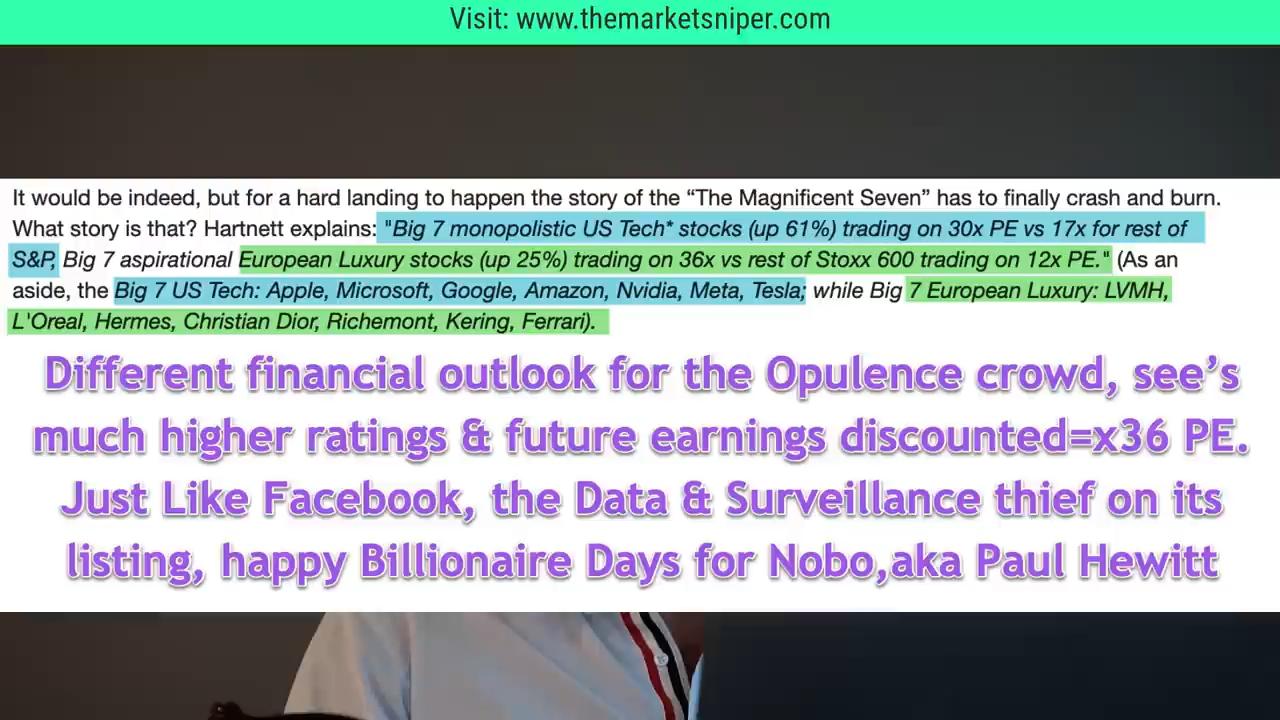 Visit: www.themarketsniper.com
It would be indeed, but for a hard landing to happen the story of the “The Magnificent Seven” has to finally crash and burn.
What story is that? Hartnett explains: "Big 7 monopolistic US Tech* stocks (up 61%) trading on 30x PE vs 17x for rest of
S&P, Big 7 aspirational European Luxury stocks (up 25%) trading on 36x vs rest of Stoxx 600 trading on 12x PE." (As an
aside, the Big 7 US Tech: Apple, Microsoft, Google, Amazon, Nvidia, Meta, Tesla; while Big 7 European Luxury: LVMH,
L'Oreal, Hermes, Christian Dior, Richemont, Kering, Ferrari).
Different financial outlook for the Opulence crowd, see’s
much higher ratings & future earnings discounted=x36 PE.
Just Like Facebook, the Data & Surveillance thief on its
listing, happy Billionaire Days for Nobo,aka Paul Hewitt